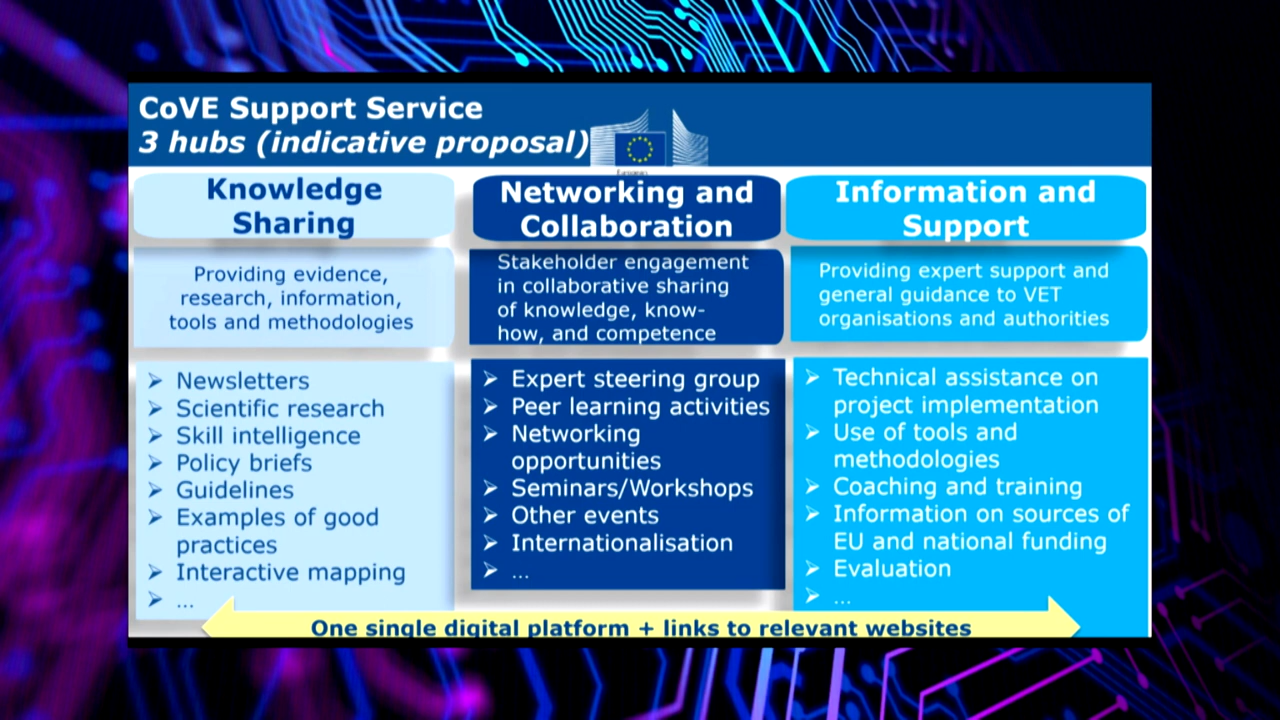 CoVE Support Service
3 hubs (indicative proposal)
European
Knowledge
Sharing
Providing evidence,
research, information,
tools and methodologies
➢ Newsletters
➢ Scientific research
➢ Skill intelligence
➢ Policy briefs
➢ Guidelines
➢ Examples of good
practices
➢ Interactive mapping
➢ ...
Networking and
Collaboration
Stakeholder engagement
in collaborative sharing
of knowledge, know-
how, and competence
➢ Expert steering group
➢ Peer learning activities
➢ Networking
opportunities
➢ Seminars/Workshops
➢ Other events
➢ Internationalisation
➢ ...
Information and
Support
Providing expert support and
general guidance to VET
organisations and authorities
➢ Technical assistance on
project implementation
➢ Use of tools and
methodologies
➢ Coaching and training
➢ Information on sources of
EU and national funding
➢ Evaluation
➢ ...
One single digital platform + links to relevant websites